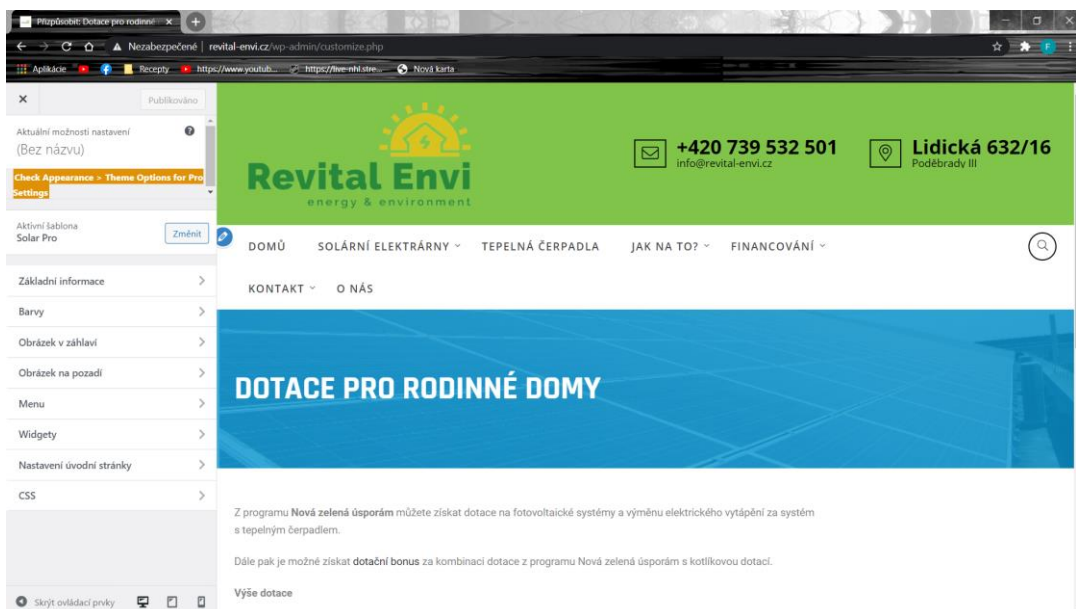 Přizpůsobit: Dotace pro rodinné
Nezabezpečené | revital-envi.cz/wp-admin/customize.php
Aplikácie
Recepty
https://www.youtub...
https://live-nhl.stre...
Nová karta
Publikováno
Aktuální možnosti nastavení
(Bez názvu)
Check Appearance > Theme Options for Pro
Settings
Aktivní šablona
Solar Pro
Změnit
Základní informace
Barvy
Obrázek v záhlaví
Obrázek na pozadí
Menu
Widgety
Nastavení úvodní stránky
CSS
Skrýt ovládací prvky
Revital Envi
energy & environment
+420 739 532 501
info@revital-envi.cz
Lidická 632/16
Poděbrady III
DOMŮ SOLÁRNÍ ELEKTRÁRNY TEPELNÁ ČERPADLA JAK NA TO? FINANCOVÁNÍ
KONTAKT O NÁS
DOTACE PRO RODINNÉ DOMY
Z programu Nová zelená úsporám můžete získat dotace na fotovoltaické systémy a výměnu elektrického vytápění za systém
s tepelným čerpadlem.
Dále pak je možné získat dotační bonus za kombinaci dotace z programu Nová zelená úsporám s kotlíkovou dotací.
Výše dotace